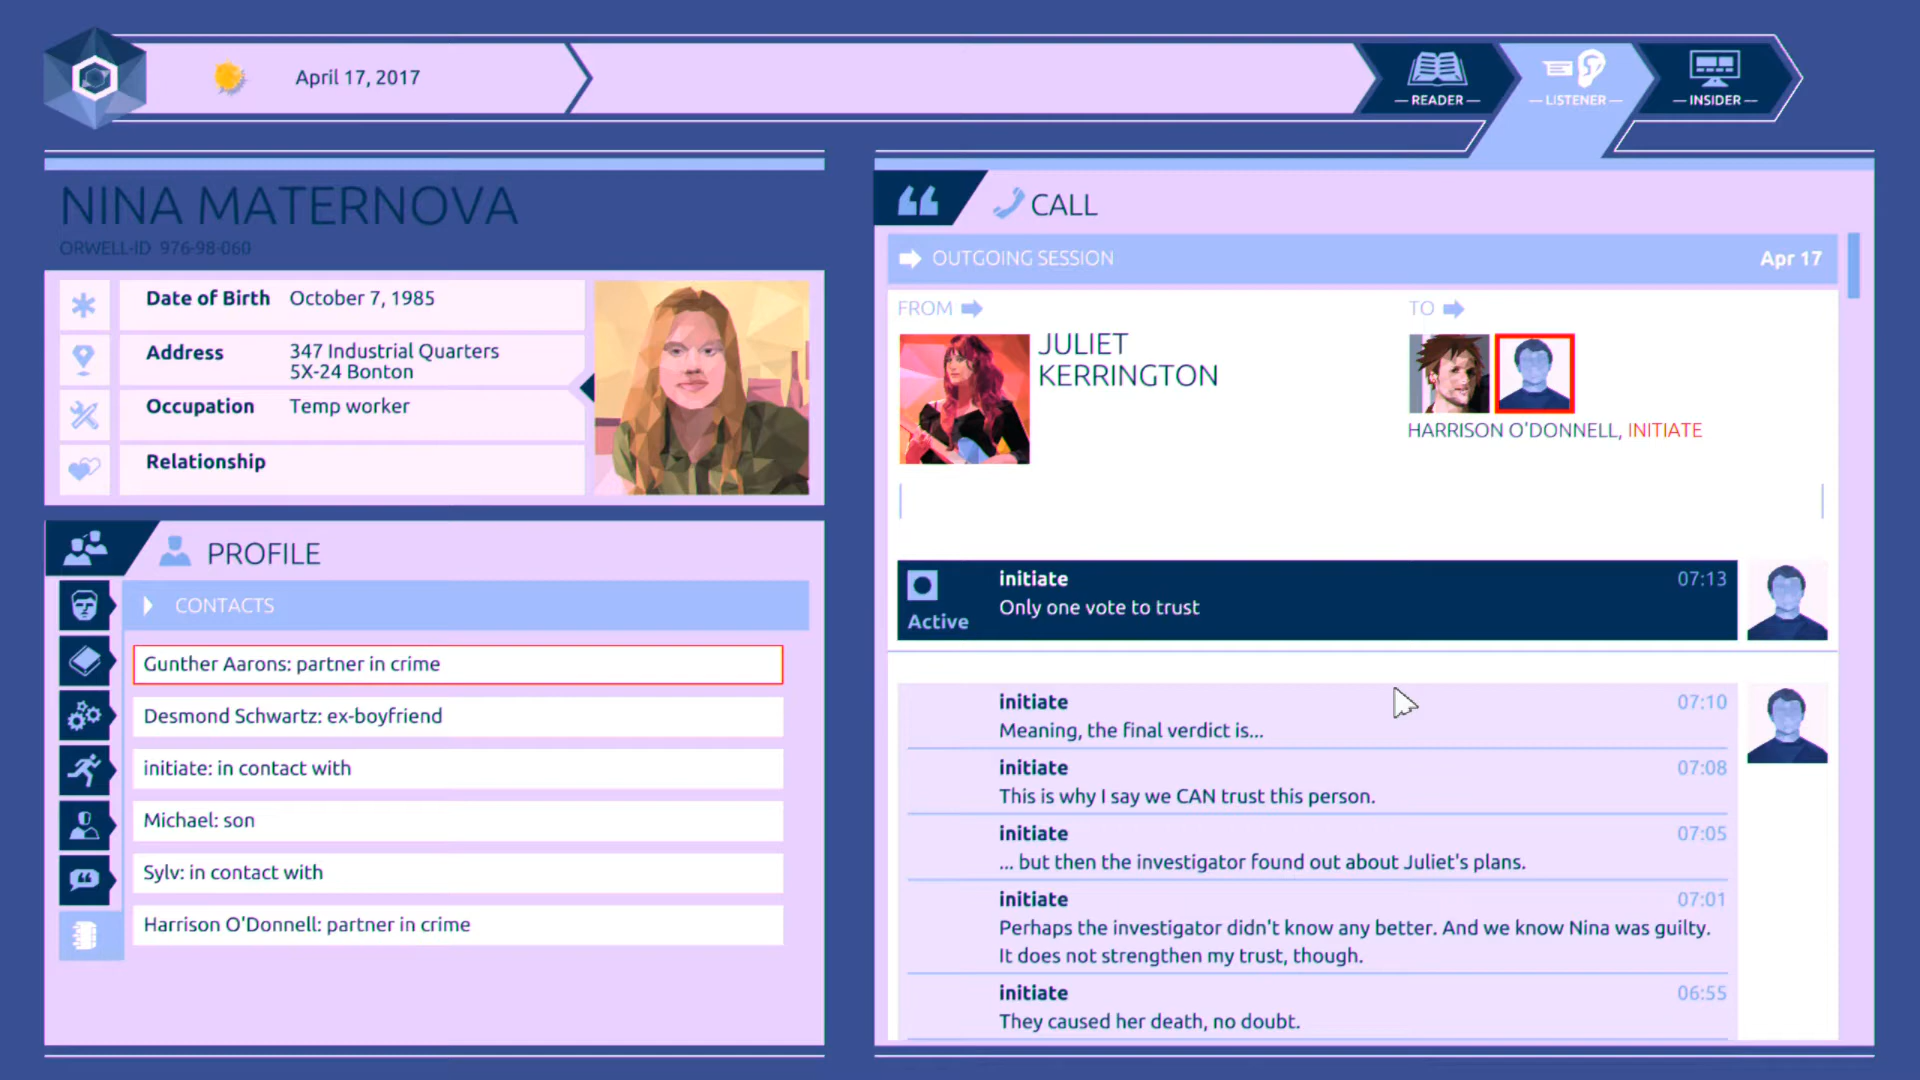 April 17, 2017
READER
LISTENER
INSIDER
NINA MATERNOVA
ORWELL-ID 976-98-060
Date of Birth October 7, 1985
Address 347 Industrial Quarters
5X-24 Bonton
Occupation Temp worker
Relationship
PROFILE
CONTACTS
Gunther Aarons: partner in crime
Desmond Schwartz: ex-boyfriend
initiate: in contact with
Michael: son
Sylv: in contact with
Harrison O'Donnell: partner in crime
CALL
OUTGOING SESSION Apr 17
FROM TO
JULIET
KERRINGTON
HARRISON O'DONNELL, INITIATE
initiate 07:13
Only one vote to trust
Active
initiate 07:10
Meaning, the final verdict is...
initiate 07:08
This is why I say we CAN trust this person.
initiate 07:05
... but then the investigator found out about Juliet's plans.
initiate 07:01
Perhaps the investigator didn't know any better. And we know Nina was guilty.
It does not strengthen my trust, though.
initiate 06:55
They caused her death, no doubt.